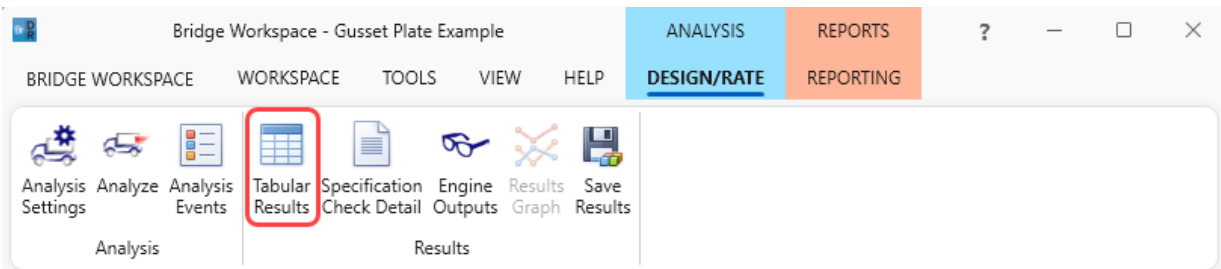 Bridge Workspace - Gusset Plate Example
ANALYSIS
REPORTS
?
BRIDGE WORKSPACE
WORKSPACE
TOOLS
VIEW
HELP
DESIGN/RATE
REPORTING
Analysis
Settings
Analyze
Analysis
Events
Tabular
Results
Specification
Check Detail
Engine
Outputs
Results
Graph
Save
Results
Analysis
Results